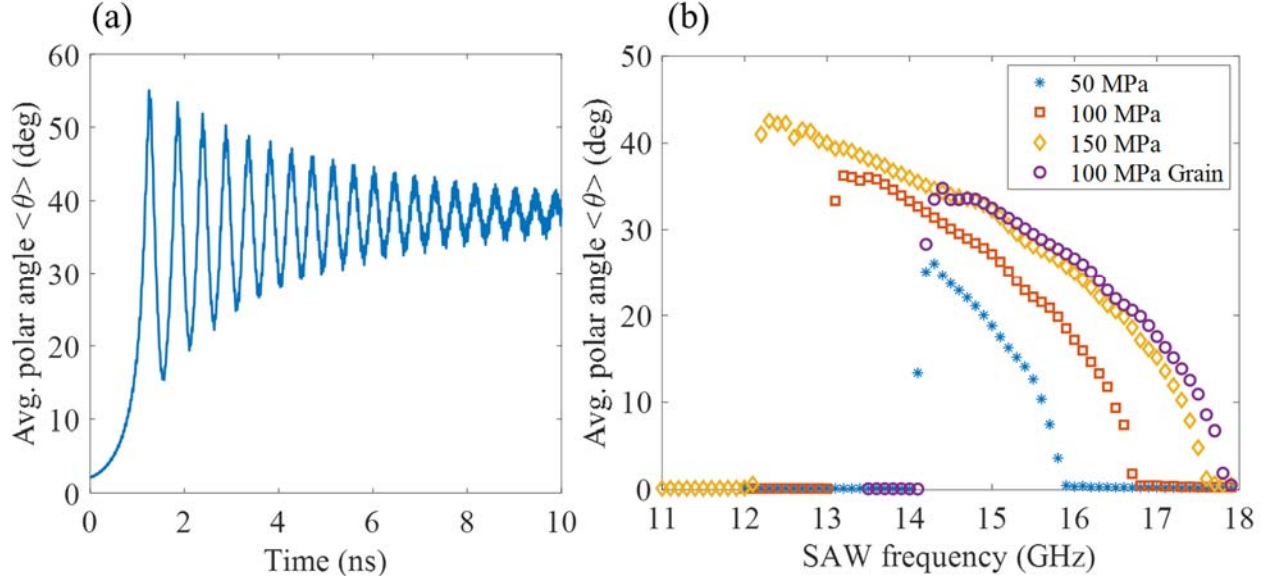 (a)
Avg. polar angle <θ> (deg)
60
50
40
30
20
10
0
0 2 4 6 8 10
Time (ns)
(b)
Avg. polar angle <θ> (deg)
50
40
30
20
10
0
50 MPa
100 MPa
150 MPa
100 MPa Grain
11 12 13 14 15 16 17 18
SAW frequency (GHz)